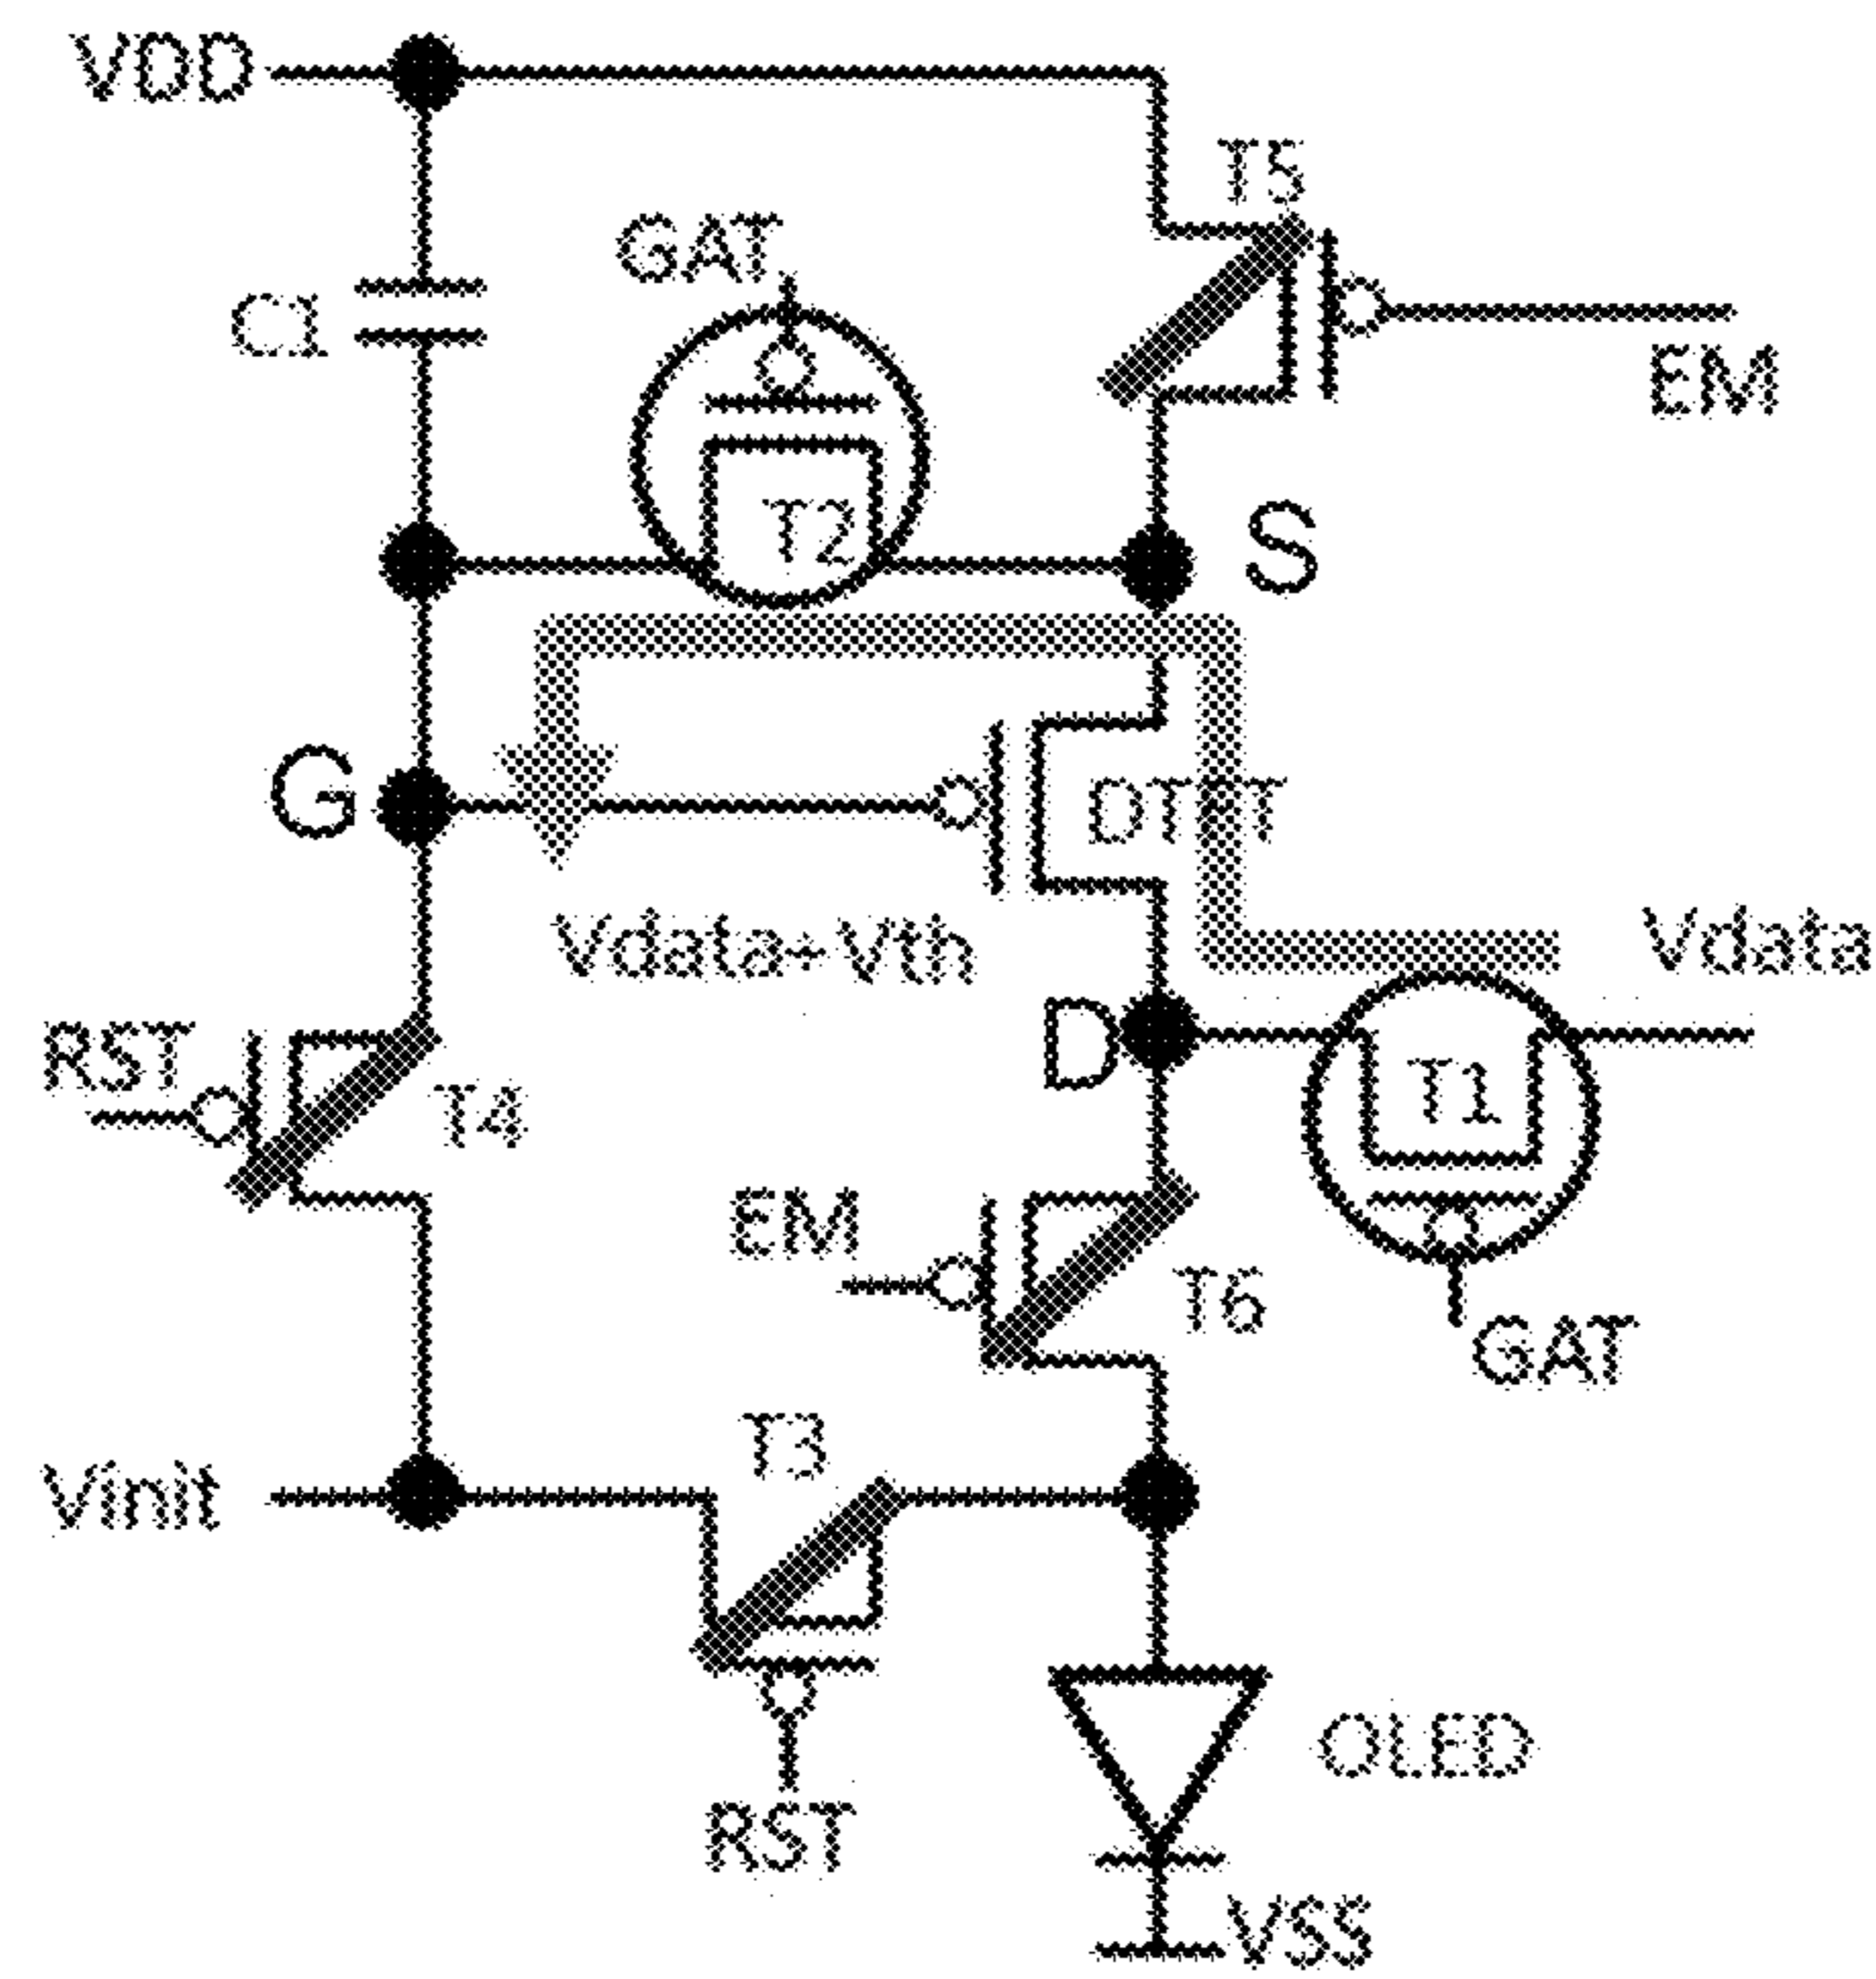 VDD
T5
GAT
C1
EM
T2
S
G
DTFT
Vdata+Vth
Vdata
RST
D
T1
T4
EM
T6
GAT
T3
Vinit
OLED
RST
VSS